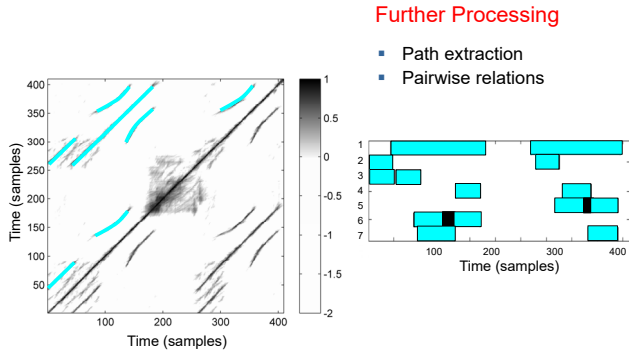 Further Processing
▪ Path extraction
▪ Pairwise relations
400
350
300
250
200
150
100
50
Time (samples)
100 200 300 400
Time (samples)
1
0.5
0
-0.5
-1
-1.5
-2
1
2
3
4
5
6
7
100 200 300 400
Time (samples)